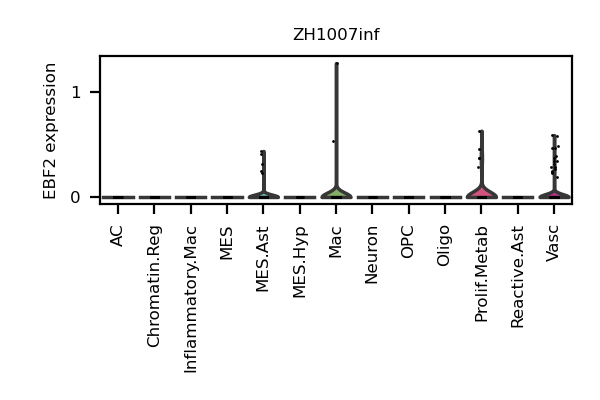 ZH1007inf
EBF2 expression
1
0
AC
Chromatin.Reg
Inflammatory.Mac
MES
MES.Ast
MES.Hyp
Mac
Neuron
OPC
Oligo
Prolif.Metab
Reactive.Ast
Vasc